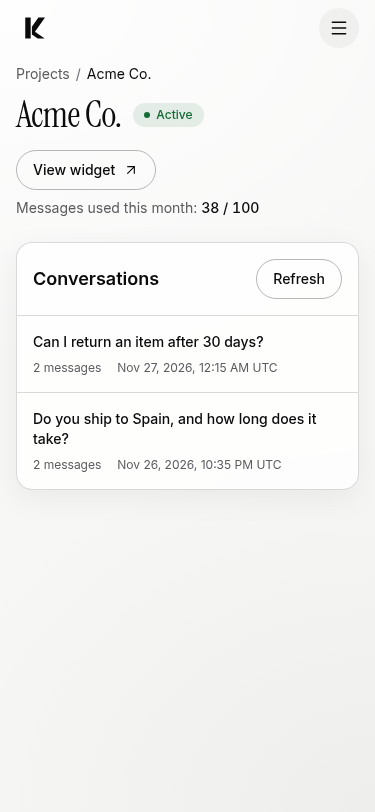 K
Projects / Acme Co.
Acme Co.
Active
View widget
Messages used this month: 38 / 100
Conversations
Refresh
Can I return an item after 30 days?
2 messages Nov 27, 2026, 12:15 AM UTC
Do you ship to Spain, and how long does it
take?
2 messages Nov 26, 2026, 10:35 PM UTC